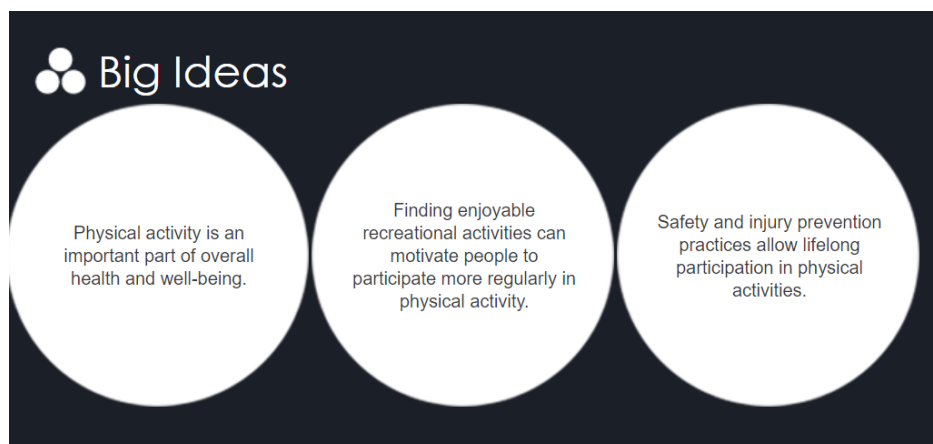 Big Ideas
Physical activity is an
important part of overall
health and well-being.
Finding enjoyable
recreational activities can
motivate people to
participate more regularly in
physical activity.
Safety and injury prevention
practices allow lifelong
participation in physical
activities.